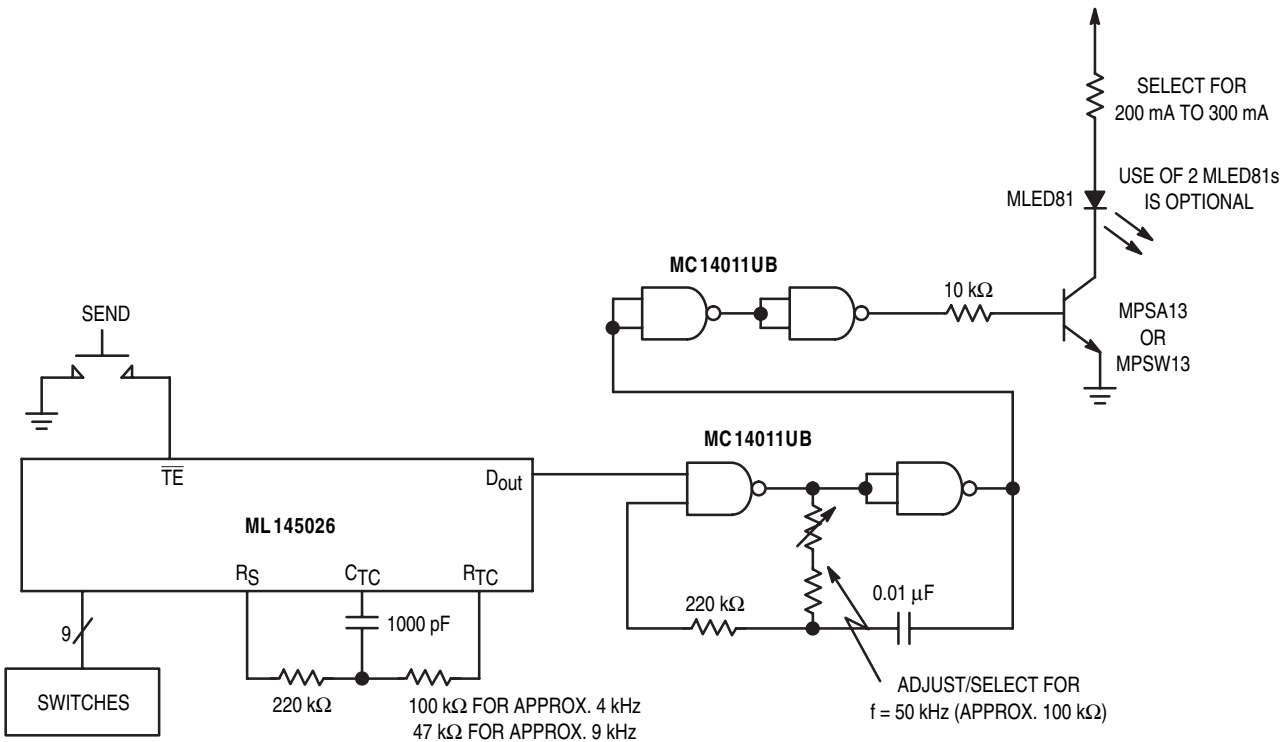 SELECT FOR
200 mA TO 300 mA
MLED81
USE OF 2 MLED81s
IS OPTIONAL
MC14011UB
10 kΩ
MPSA13
OR
MPSW13
SEND
MC14011UB
TE
Dout
ML145026
RS
CTC
RTC
9
SWITCHES
1000 pF
220 kΩ
100 kΩ FOR APPROX. 4 kHz
47 kΩ FOR APPROX. 9 kHz
220 kΩ
0.01 μF
ADJUST/SELECT FOR
f = 50 kHz (APPROX. 100 kΩ)